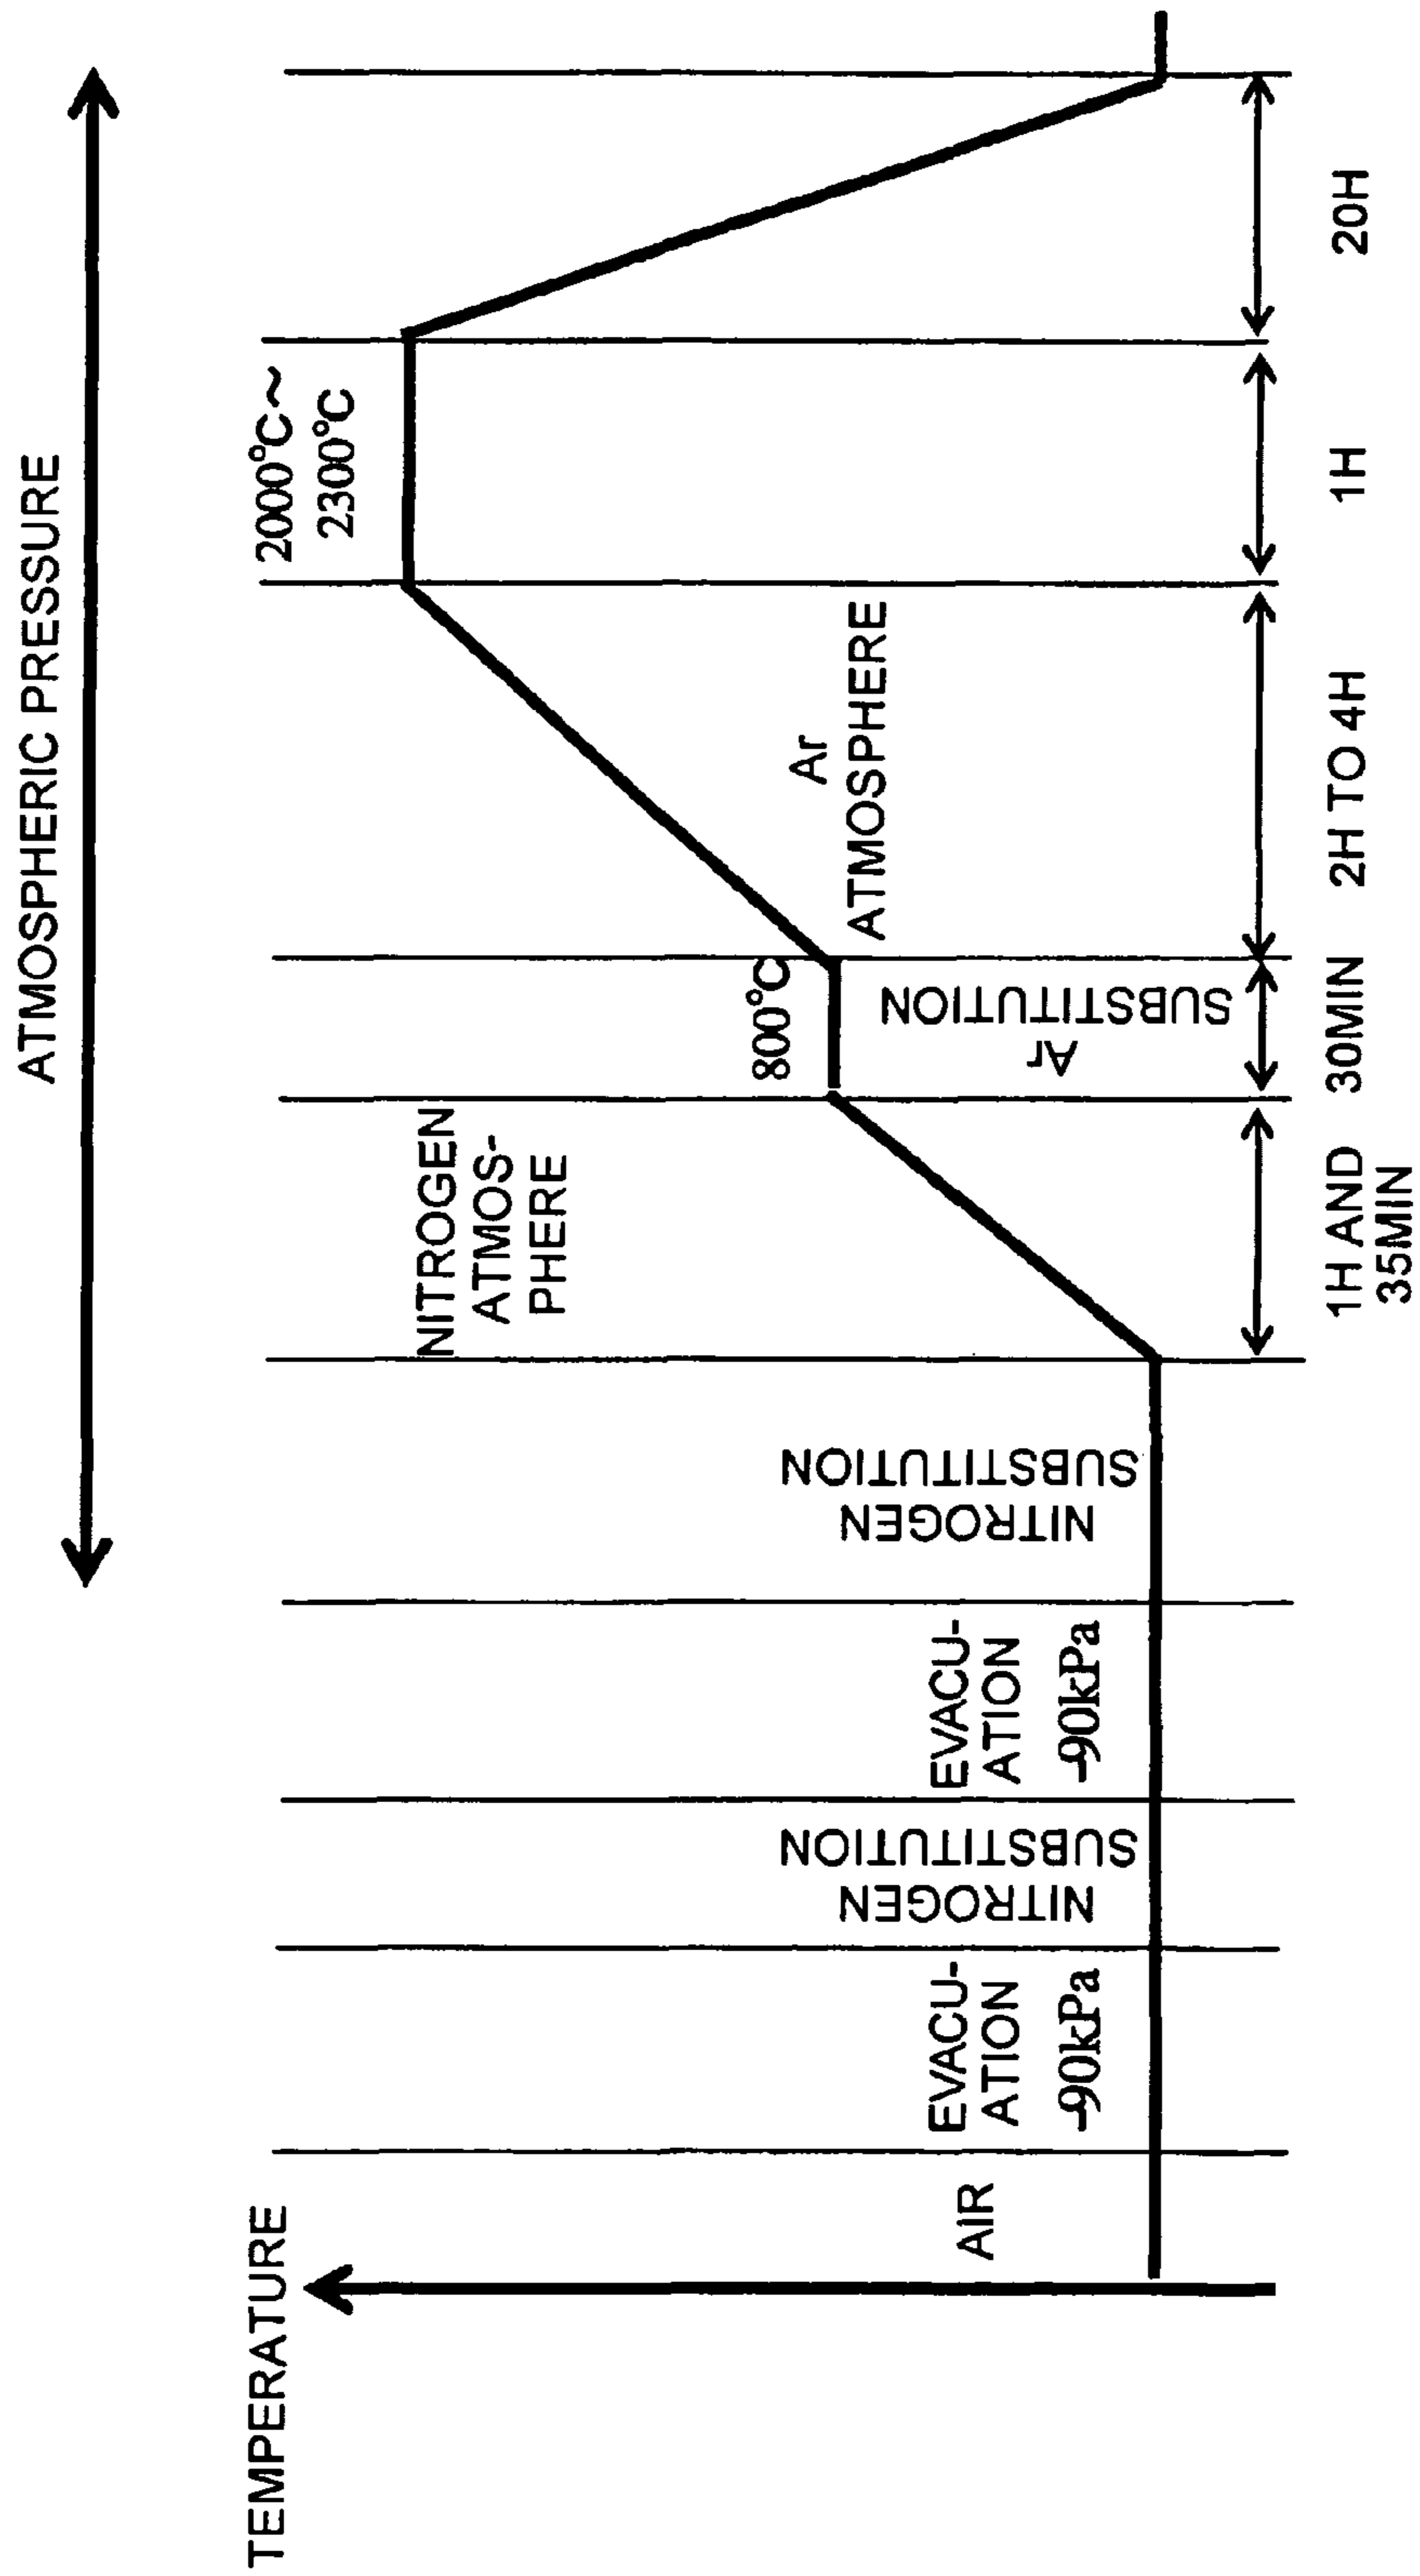 ATMOSPHERIC PRESSURE
TEMPERATURE
AIR
EVACU-
ATION
-90kPa
NITROGEN
SUBSTITUTION
EVACU-
ATION
-90kPa
NITROGEN
SUBSTITUTION
NITROGEN
ATMOS-
PHERE
800°C
Ar
SUBSTITUTION
Ar
ATMOSPHERE
2000°C~
2300°C
1H AND
35MIN
30MIN
2H TO 4H
1H
20H